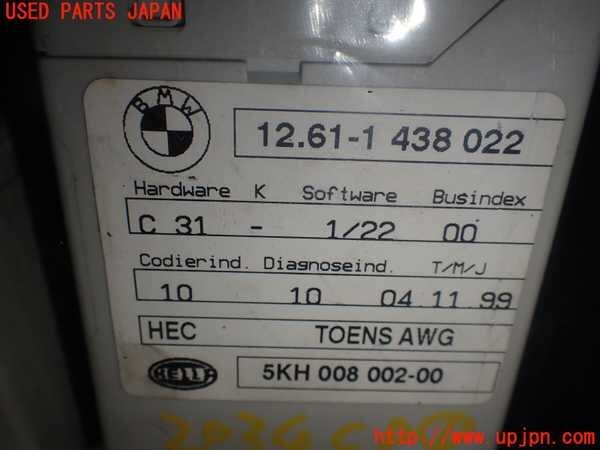 USED PARTS JAPAN
BMW
12.61-1 438 022
Hardware K Software Busindex
C 31 - 1/22 00
Codierind. Diagnoseind. T/M/J
10 10 04 11 99
HEC TOENS AWG
HELLA 5KH 008 002-00
http://www.upjpn.com/